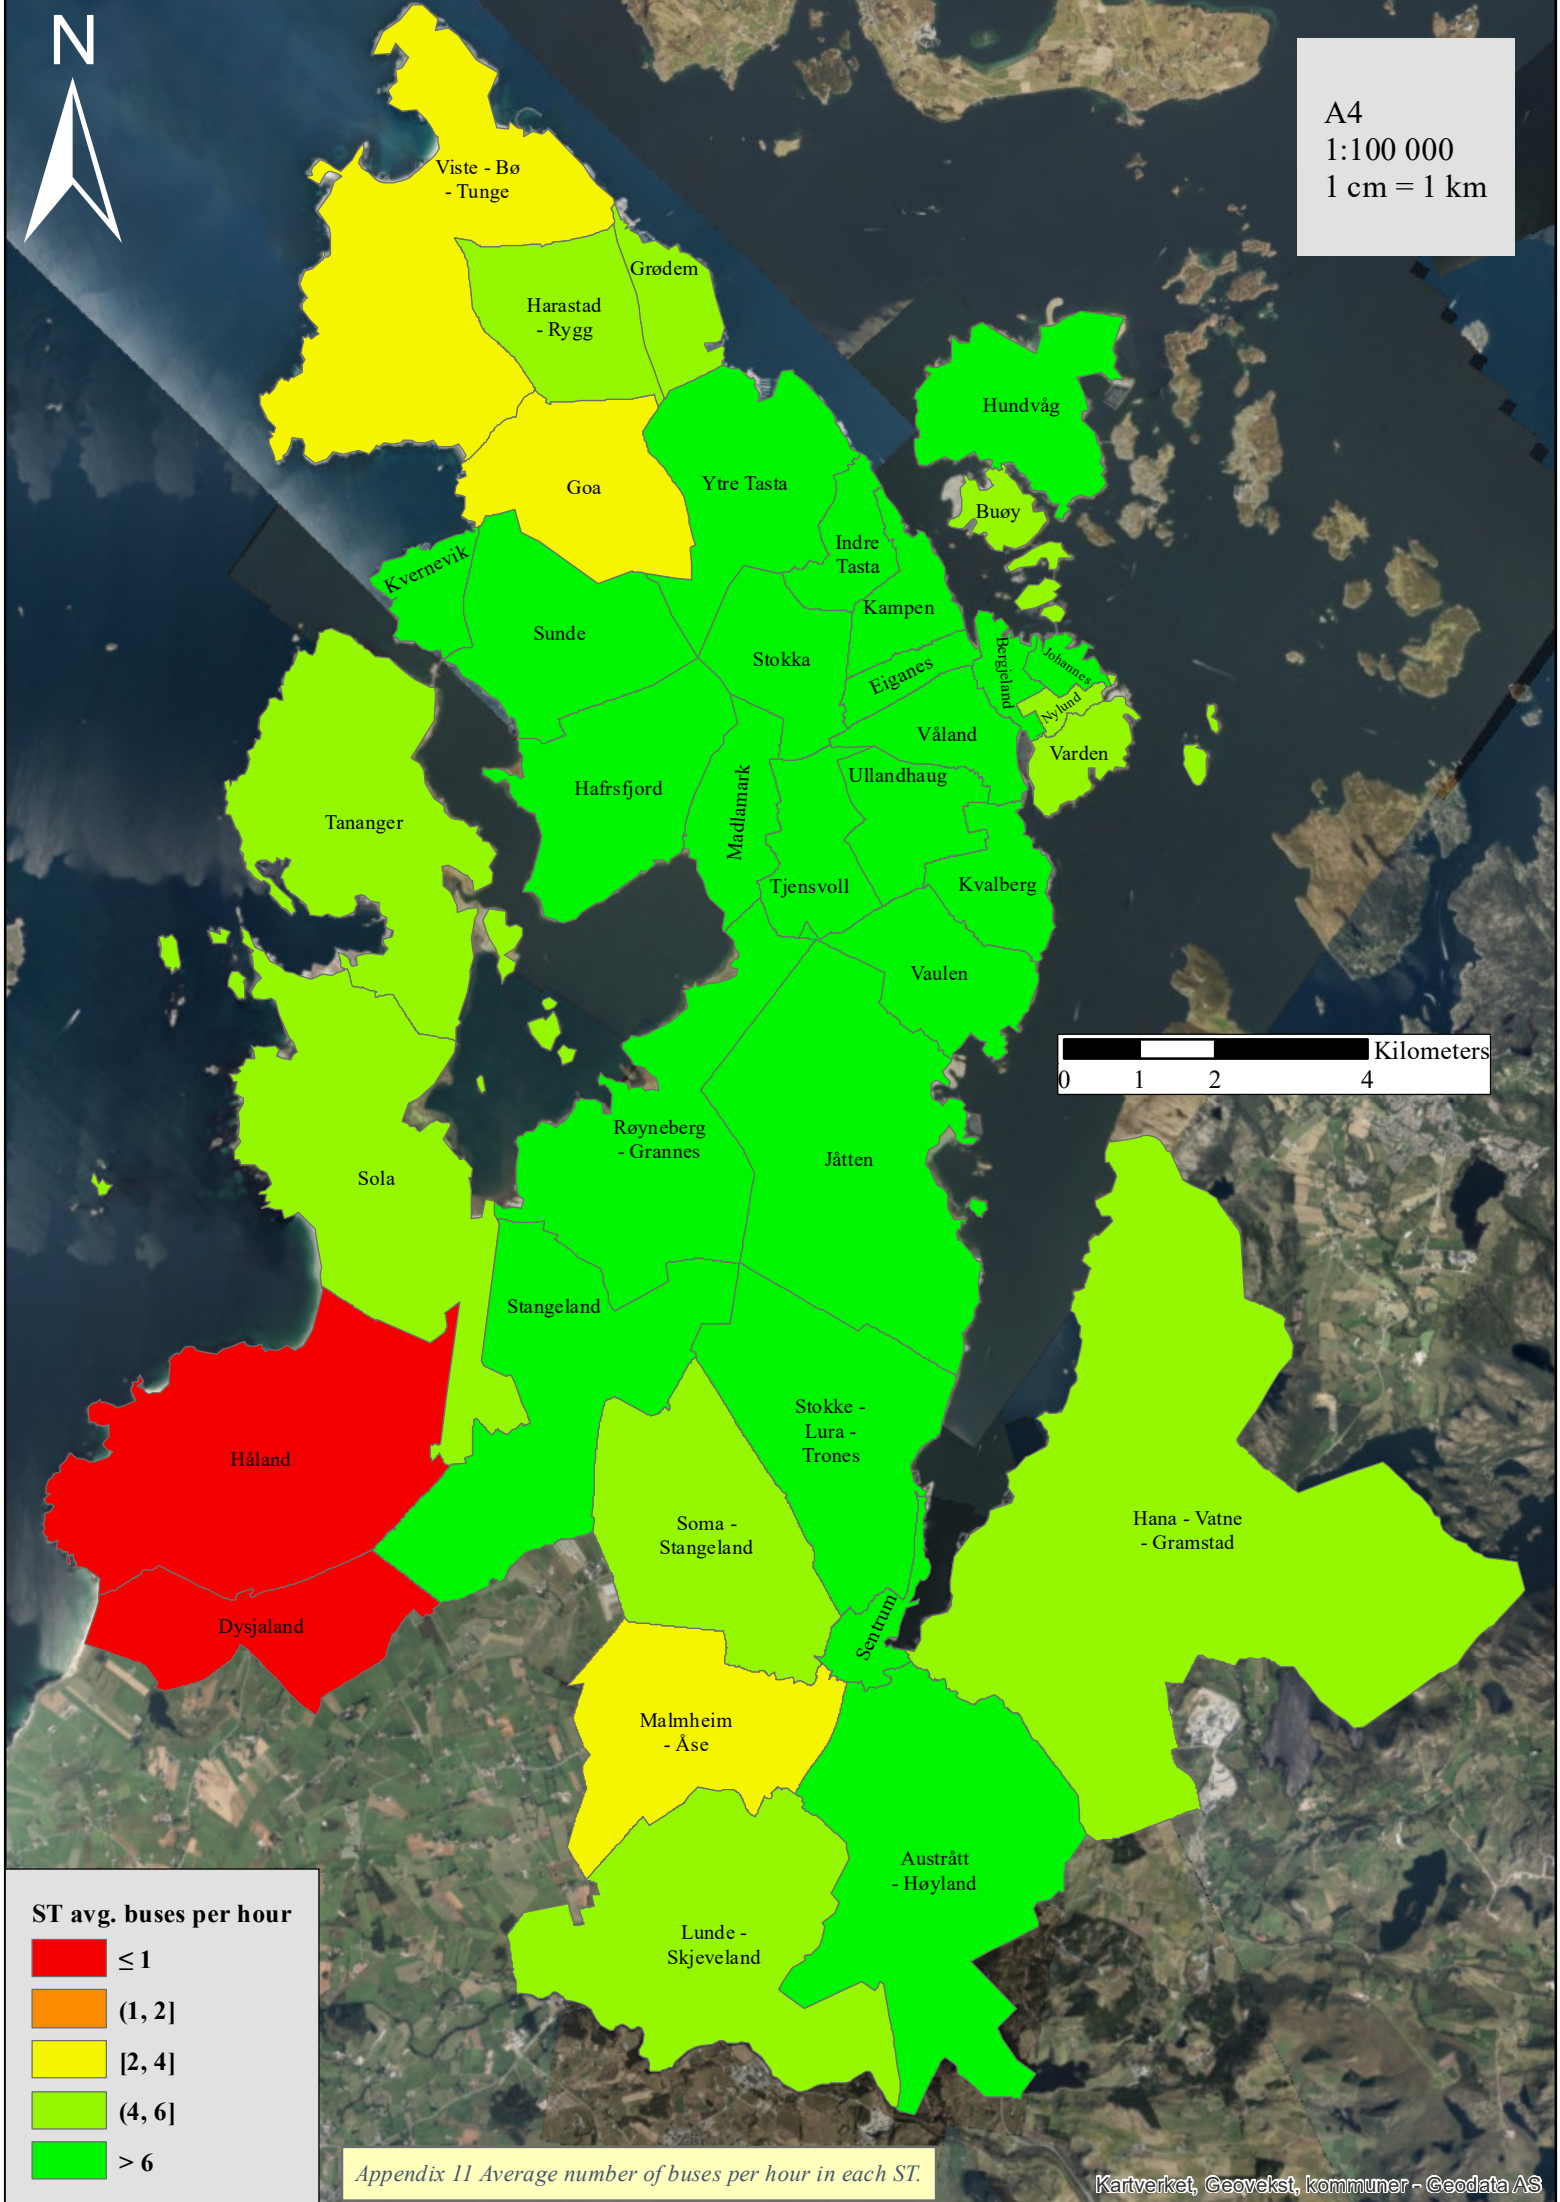 N
A4
1:100 000
1 cm = 1 km
Viste - Bø
- Tunge
Grødem
Harastad
- Rygg
Hundvåg
Goa
Ytre Tasta
Buøy
Indre
Tasta
Kvernevik
Kampen
Sunde
Stokka
Eiganes
Bergjeland
Johannes
Nylund
Våland
Varden
Ullandhaug
Hafrsfjord
Madlamark
Tananger
Tjensvoll
Kvalberg
Vaulen
Kilometers
0 1 2 4
Røyneberg
- Grannes
Jåtten
Sola
Stangeland
Stokke -
Lura -
Trones
Håland
Soma -
Stangeland
Hana - Vatne
- Gramstad
Dysjaland
Sentrum
Malmheim
- Åse
Austrått
- Høyland
Lunde -
Skjeveland
ST avg. buses per hour
≤ 1
(1, 2]
[2, 4]
(4, 6]
> 6
Appendix 11 Average number of buses per hour in each ST.
Kartverket, Geovekst, kommuner - Geodata AS